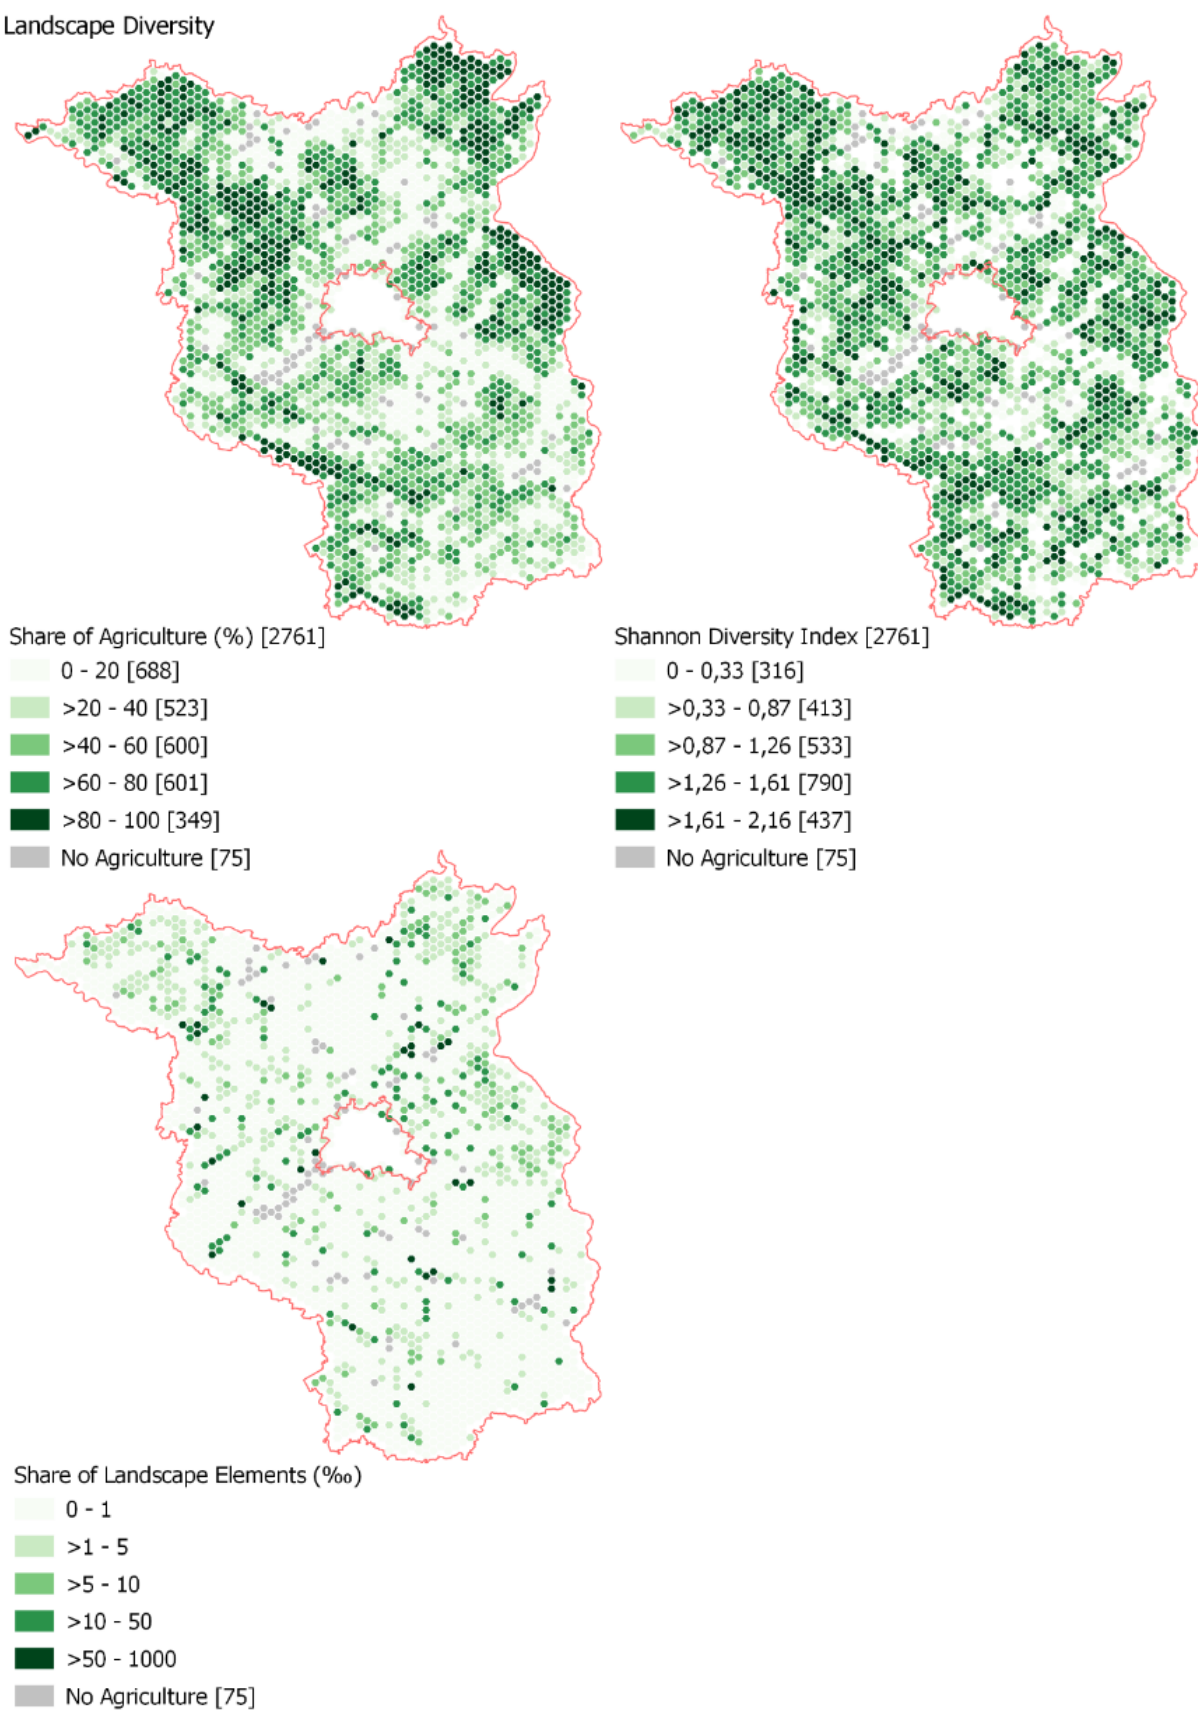 Landscape Diversity
Share of Agriculture (%) [2761]
0 - 20 [688]
>20 - 40 [523]
>40 - 60 [600]
>60 - 80 [601]
>80 - 100 [349]
No Agriculture [75]
Shannon Diversity Index [2761]
0 - 0,33 [316]
>0,33 - 0,87 [413]
>0,87 - 1,26 [533]
>1,26 - 1,61 [790]
>1,61 - 2,16 [437]
No Agriculture [75]
Share of Landscape Elements (‰)
0 - 1
>1 - 5
>5 - 10
>10 - 50
>50 - 1000
No Agriculture [75]